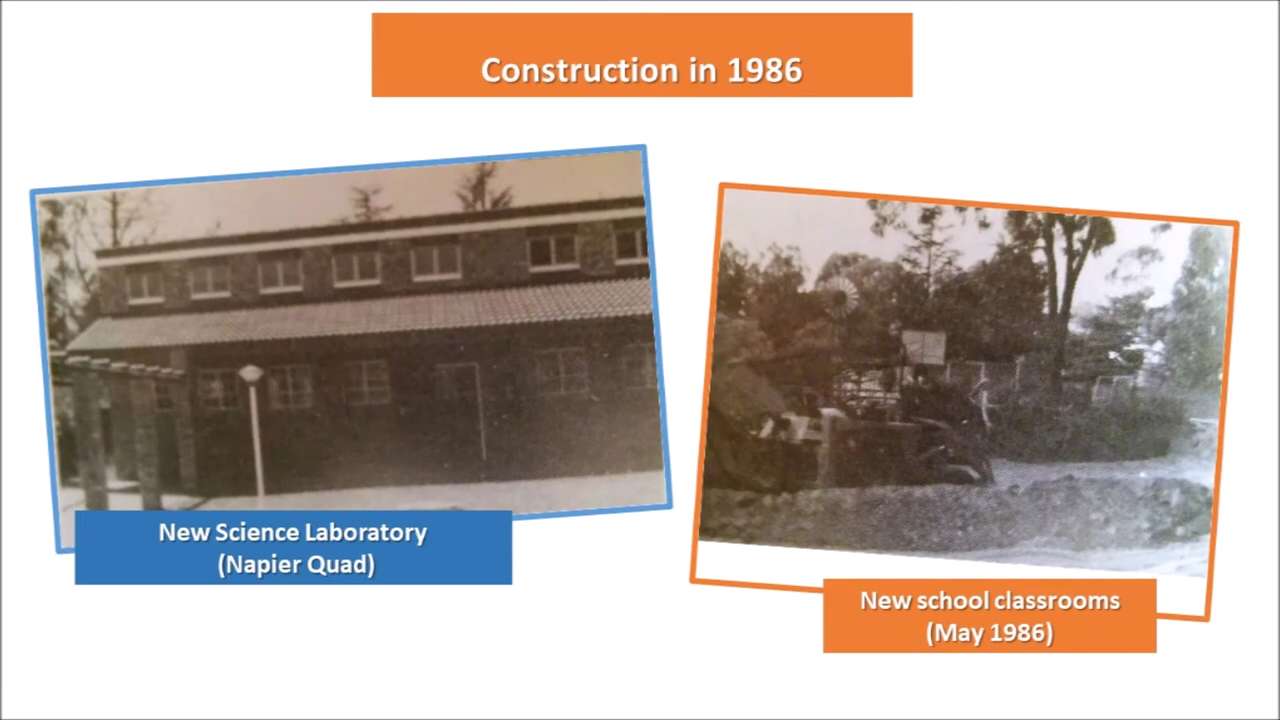 Construction in 1986
New Science Laboratory
(Napier Quad)
New school classrooms
(May 1986)